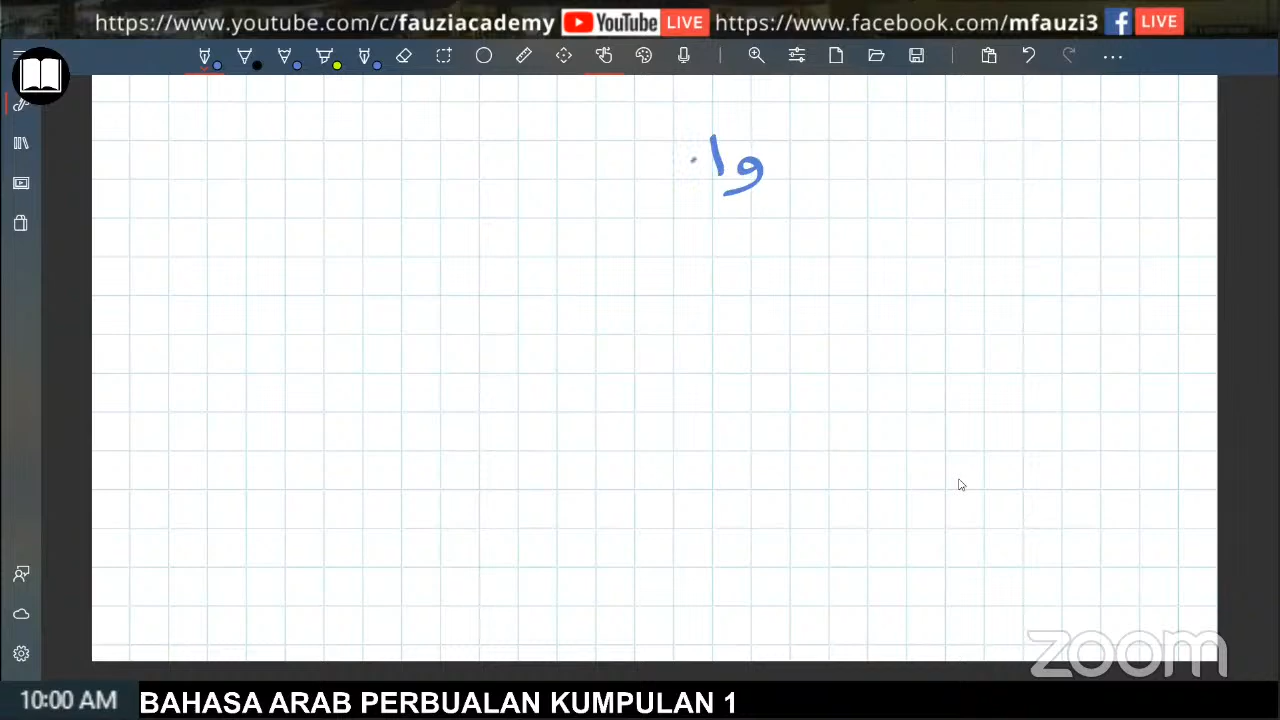 https://www.youtube.com/c/fauziacademy YouTube LIVE https://www.facebook.com/mfauzi3 f LIVE
وا
zoom
10:00 AM BAHASA ARAB PERBUALAN KUMPULAN 1